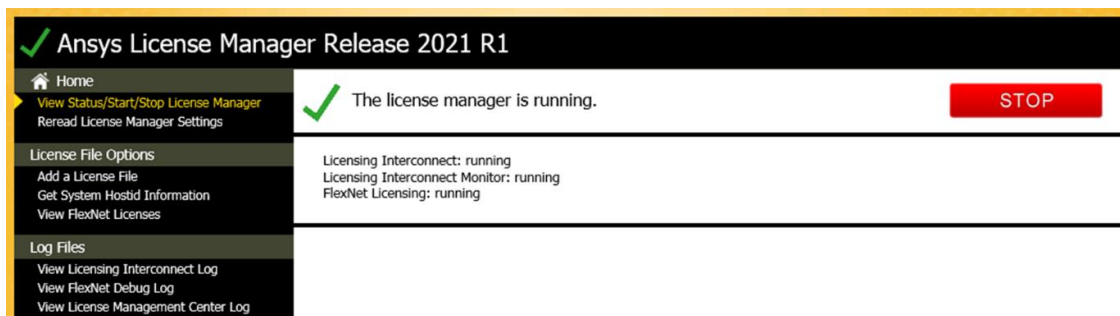 Ansys License Manager Release 2021 R1
Home
View Status/Start/Stop License Manager
Reread License Manager Settings
License File Options
Add a License File
Get System Hostid Information
View FlexNet Licenses
Log Files
View Licensing Interconnect Log
View FlexNet Debug Log
View License Management Center Log
The license manager is running.
STOP
Licensing Interconnect: running
Licensing Interconnect Monitor: running
FlexNet Licensing: running